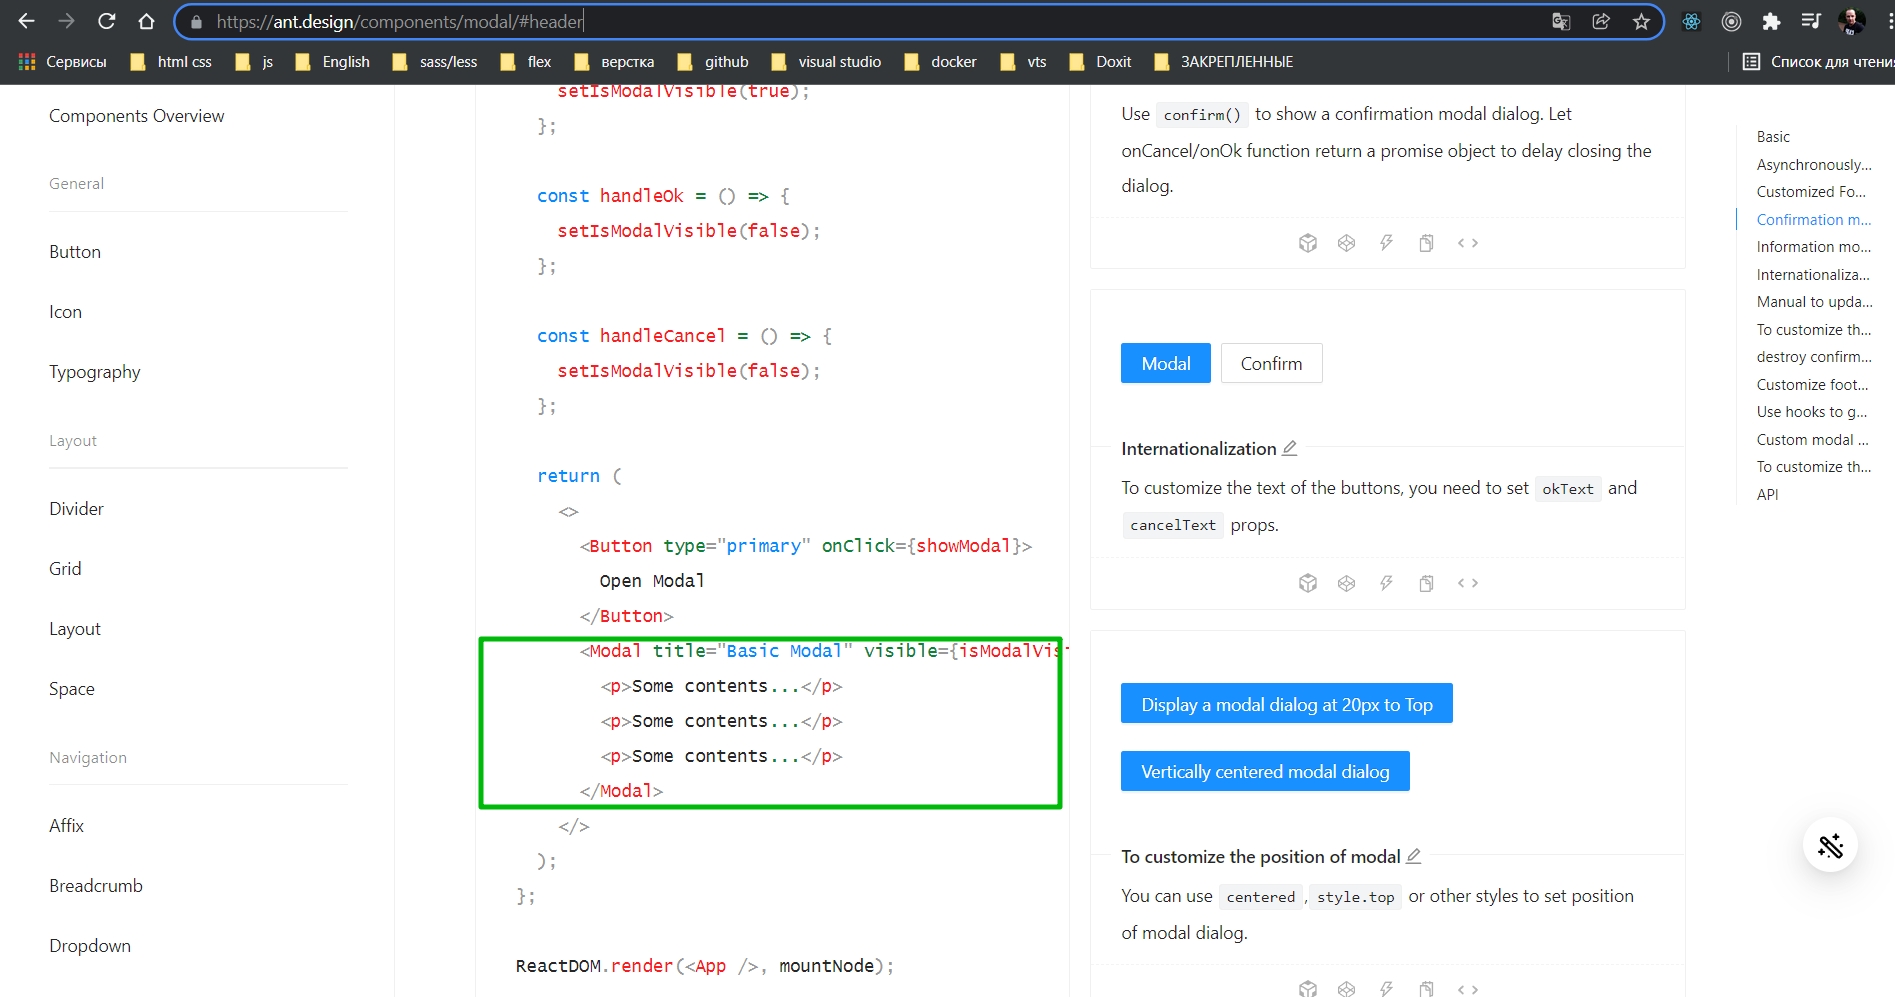 https://ant.design/components/modal/#header
Сервисы html css js English sass/less flex верстка github visual studio docker vts Doxit ЗАКРЕПЛЕННЫЕ Список для чтени
Components Overview
General
Button
Icon
Typography
Layout
Divider
Grid
Layout
Space
Navigation
Affix
Breadcrumb
Dropdown
setIsModalVisible(true);
};
const handleOk = () => {
setIsModalVisible(false);
};
const handleCancel = () => {
setIsModalVisible(false);
};
return (
<>
<Button type="primary" onClick={showModal}>
Open Modal
</Button>
<Modal title="Basic Modal" visible={isModalVis
<p>Some contents...</p>
<p>Some contents...</p>
<p>Some contents...</p>
</Modal>
</>
);
};
ReactDOM.render(<App />, mountNode);
Use confirm() to show a confirmation modal dialog. Let
onCancel/onOk function return a promise object to delay closing the
dialog.
Modal Confirm
Internationalization
To customize the text of the buttons, you need to set okText and
cancelText props.
Display a modal dialog at 20px to Top
Vertically centered modal dialog
To customize the position of modal
You can use centered, style.top or other styles to set position
of modal dialog.
Basic
Asynchronously...
Customized Fo...
Confirmation m...
Information mo...
Internationaliza...
Manual to upda...
To customize th...
destroy confirm...
Customize foot...
Use hooks to g...
Custom modal ...
To customize th...
API